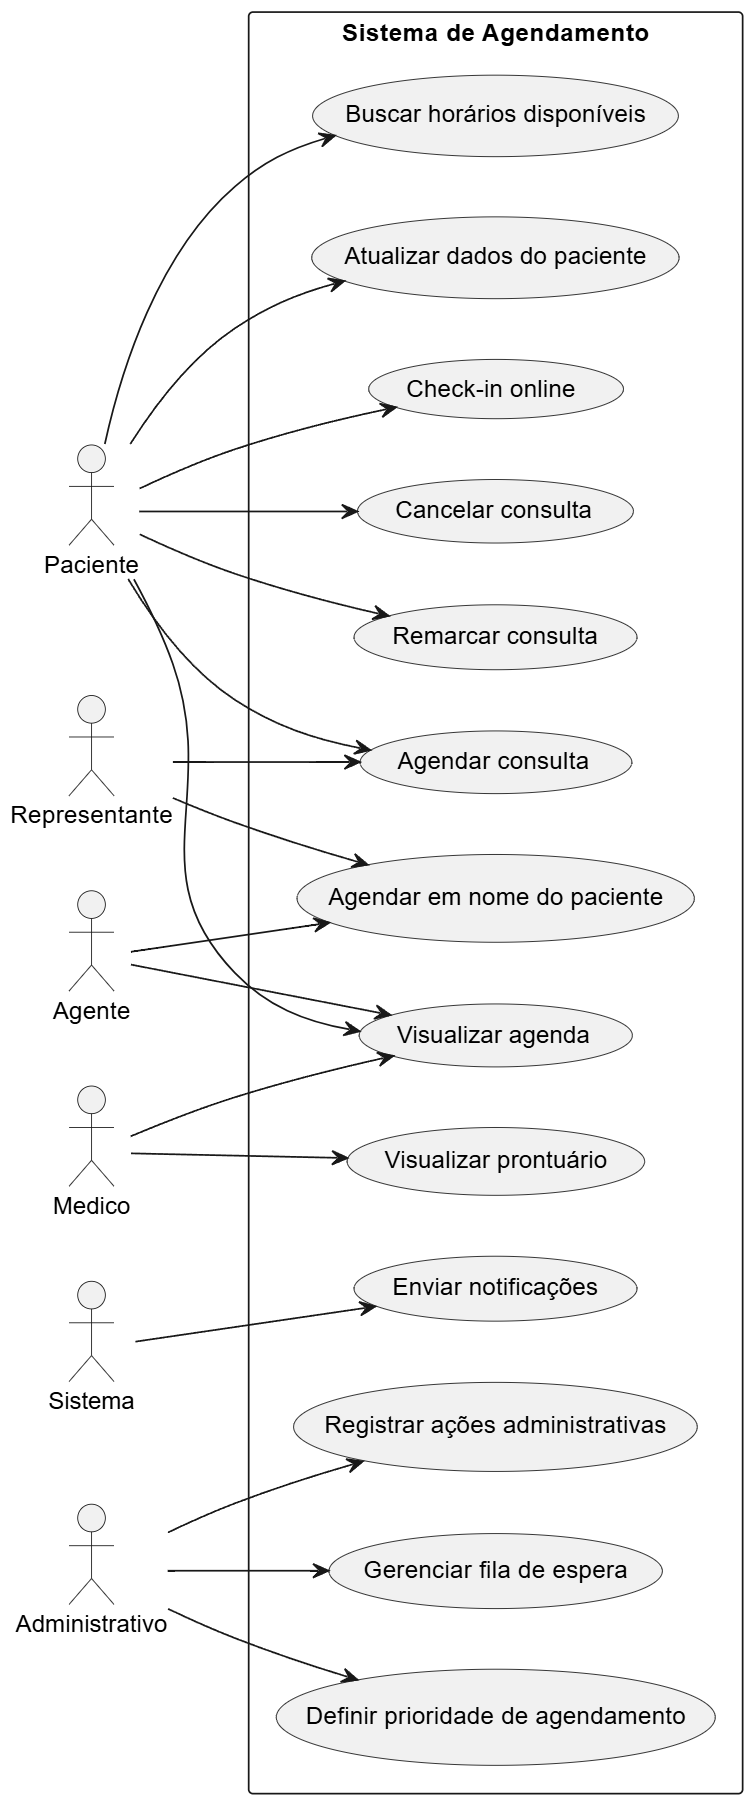 Sistema de Agendamento
Buscar horários disponíveis
Atualizar dados do paciente
Check-in online
Cancelar consulta
Paciente
Remarcar consulta
Agendar consulta
Representante
Agendar em nome do paciente
Agente
Visualizar agenda
Visualizar prontuário
Medico
Enviar notificações
Sistema
Registrar ações administrativas
Gerenciar fila de espera
Administrativo
Definir prioridade de agendamento